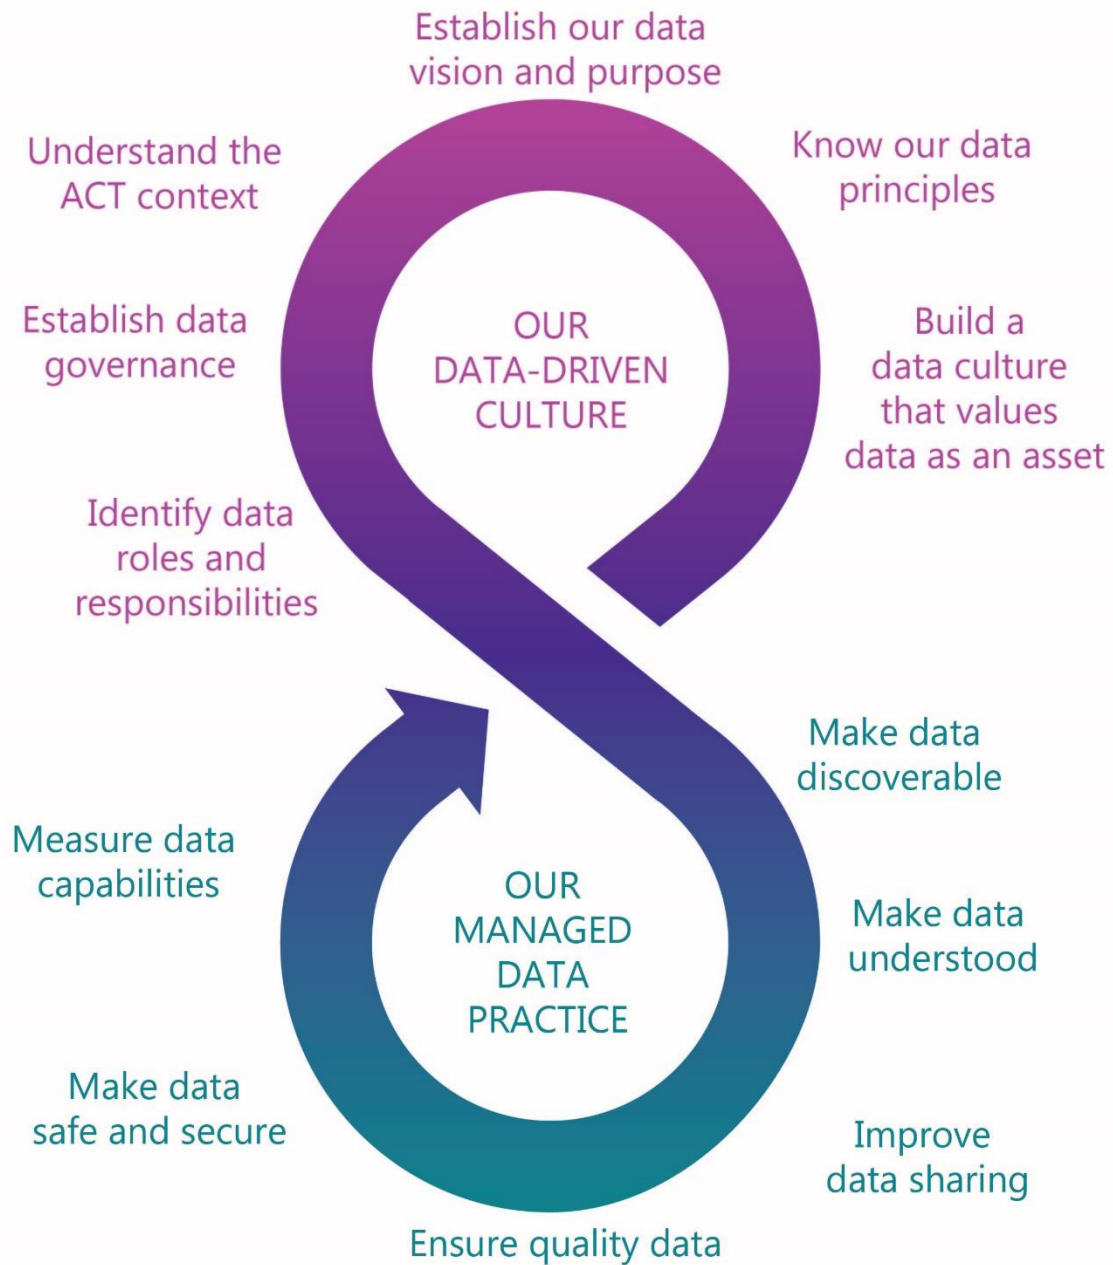 Establish our data
vision and purpose
Understand the
ACT context
Know our data
principles
Establish data
governance
OUR
DATA-DRIVEN
CULTURE
Build a
data culture
that values
data as an asset
Identify data
roles and
responsibilities
Make data
discoverable
Measure data
capabilities
OUR
MANAGED
DATA
PRACTICE
Make data
understood
Make data
safe and secure
Improve
data sharing
Ensure quality data